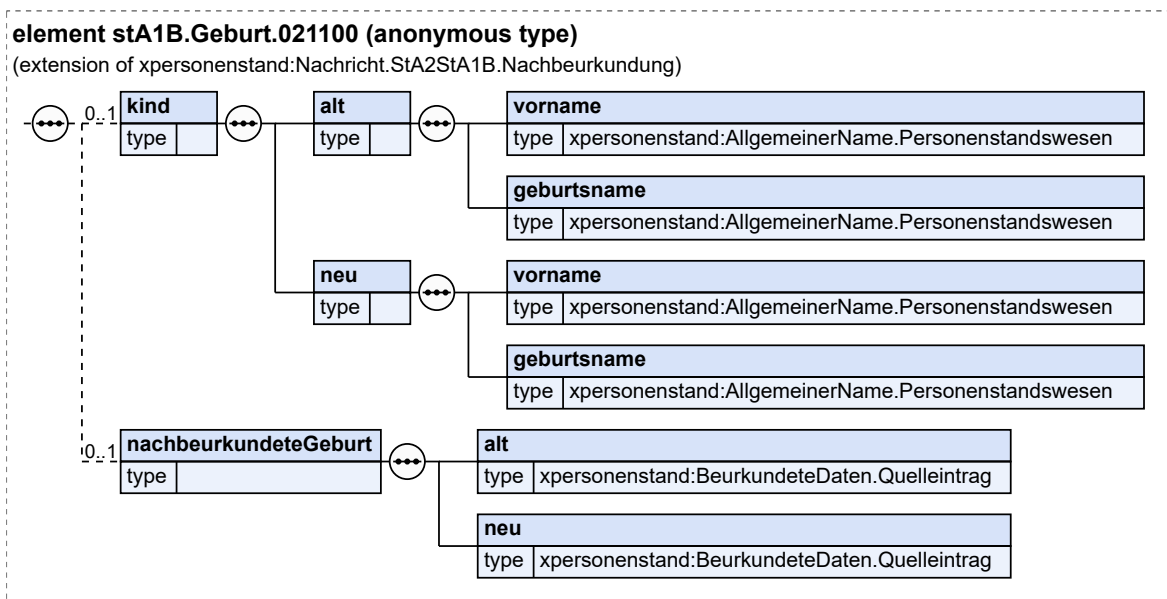 element stA1B.Geburt.021100 (anonymous type)
(extension of xpersonenstand:Nachricht.StA2StA1B.Nachbeurkundung)
0..1
kind
type
alt
type
vorname
type xpersonenstand:AllgemeinerName.Personenstandswesen
geburtsname
type xpersonenstand:AllgemeinerName.Personenstandswesen
neu
type
vorname
type xpersonenstand:AllgemeinerName.Personenstandswesen
geburtsname
type xpersonenstand:AllgemeinerName.Personenstandswesen
0..1
nachbeurkundeteGeburt
type
alt
type xpersonenstand:BeurkundeteDaten.Quelleintrag
neu
type xpersonenstand:BeurkundeteDaten.Quelleintrag